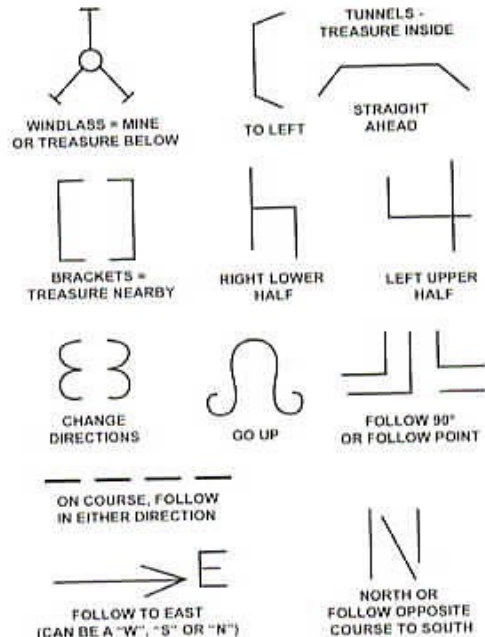 TUNNELS -
TREASURE INSIDE
WINDLASS = MINE
OR TREASURE BELOW
TO LEFT
STRAIGHT
AHEAD
BRACKETS =
TREASURE NEARBY
RIGHT LOWER
HALF
LEFT UPPER
HALF
CHANGE
DIRECTIONS
GO UP
FOLLOW 90°
OR FOLLOW POINT
ON COURSE, FOLLOW
IN EITHER DIRECTION
E
N
FOLLOW TO EAST
(CAN BE A "W", "S" OR "N")
NORTH OR
FOLLOW OPPOSITE
COURSE TO SOUTH